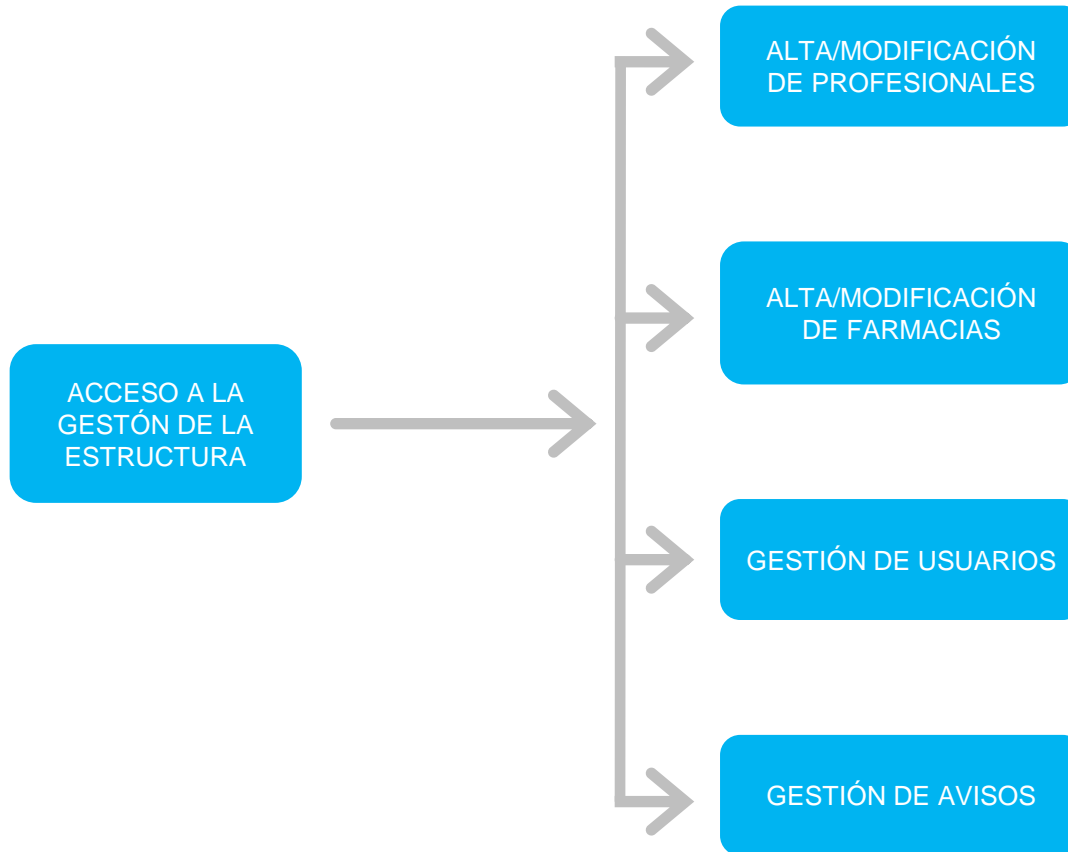 ALTA/MODIFICACIÓN
DE PROFESIONALES
ALTA/MODIFICACIÓN
DE FARMACIAS
ACCESO A LA
GESTÓN DE LA
ESTRUCTURA
GESTIÓN DE USUARIOS
GESTIÓN DE AVISOS